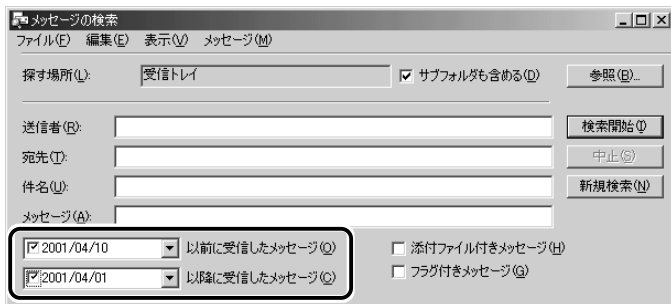 メッセージの検索
ファイル(F) 編集(E) 表示(V) メッセージ(M)
探す場所(L): 受信トレイ サブフォルダも含める(D) 参照(B)...
送信者(R): 検索開始(I)
宛先(T): 中止(S)
件名(U): 新規検索(N)
メッセージ(A):
2001/04/10 以前に受信したメッセージ(O) 添付ファイル付きメッセージ(H)
2001/04/01 以降に受信したメッセージ(C) フラグ付きメッセージ(G)